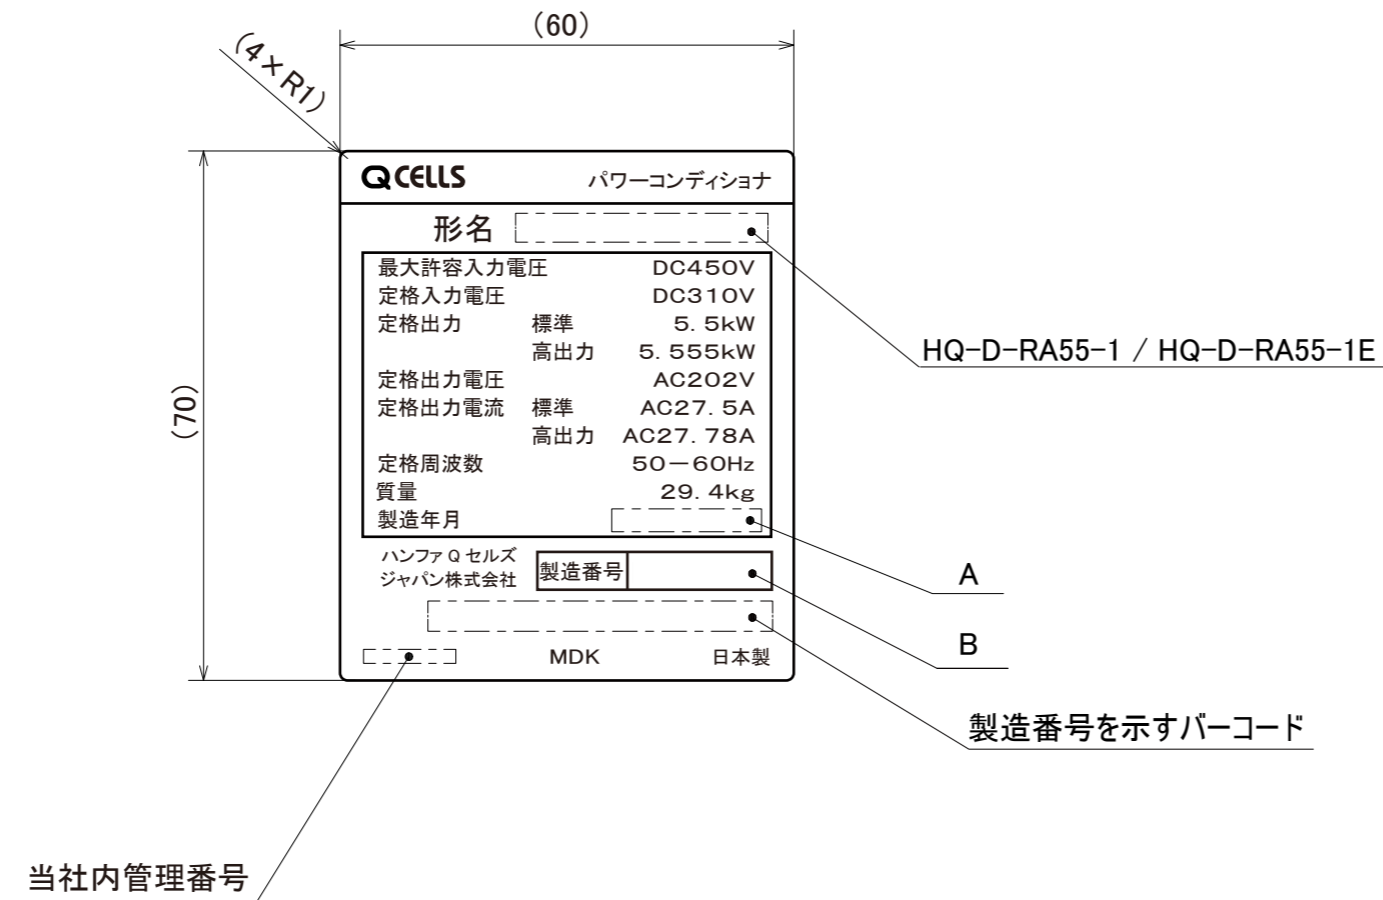 (60)
(4×R1)
QCELLS パワーコンディショナ
形名
最大許容入力電圧 DC450V
定格入力電圧 DC310V
定格出力 標準 5.5kW
高出力 5.555kW
HQ-D-RA55-1 / HQ-D-RA55-1E
定格出力電圧 AC202V
(70)
定格出力電流 標準 AC27.5A
高出力 AC27.78A
定格周波数 50-60Hz
質量 29.4kg
製造年月
ハンファQセルズ
ジャパン株式会社
製造番号
A
B
MDK 日本製
製造番号を示すバーコード
当社内管理番号